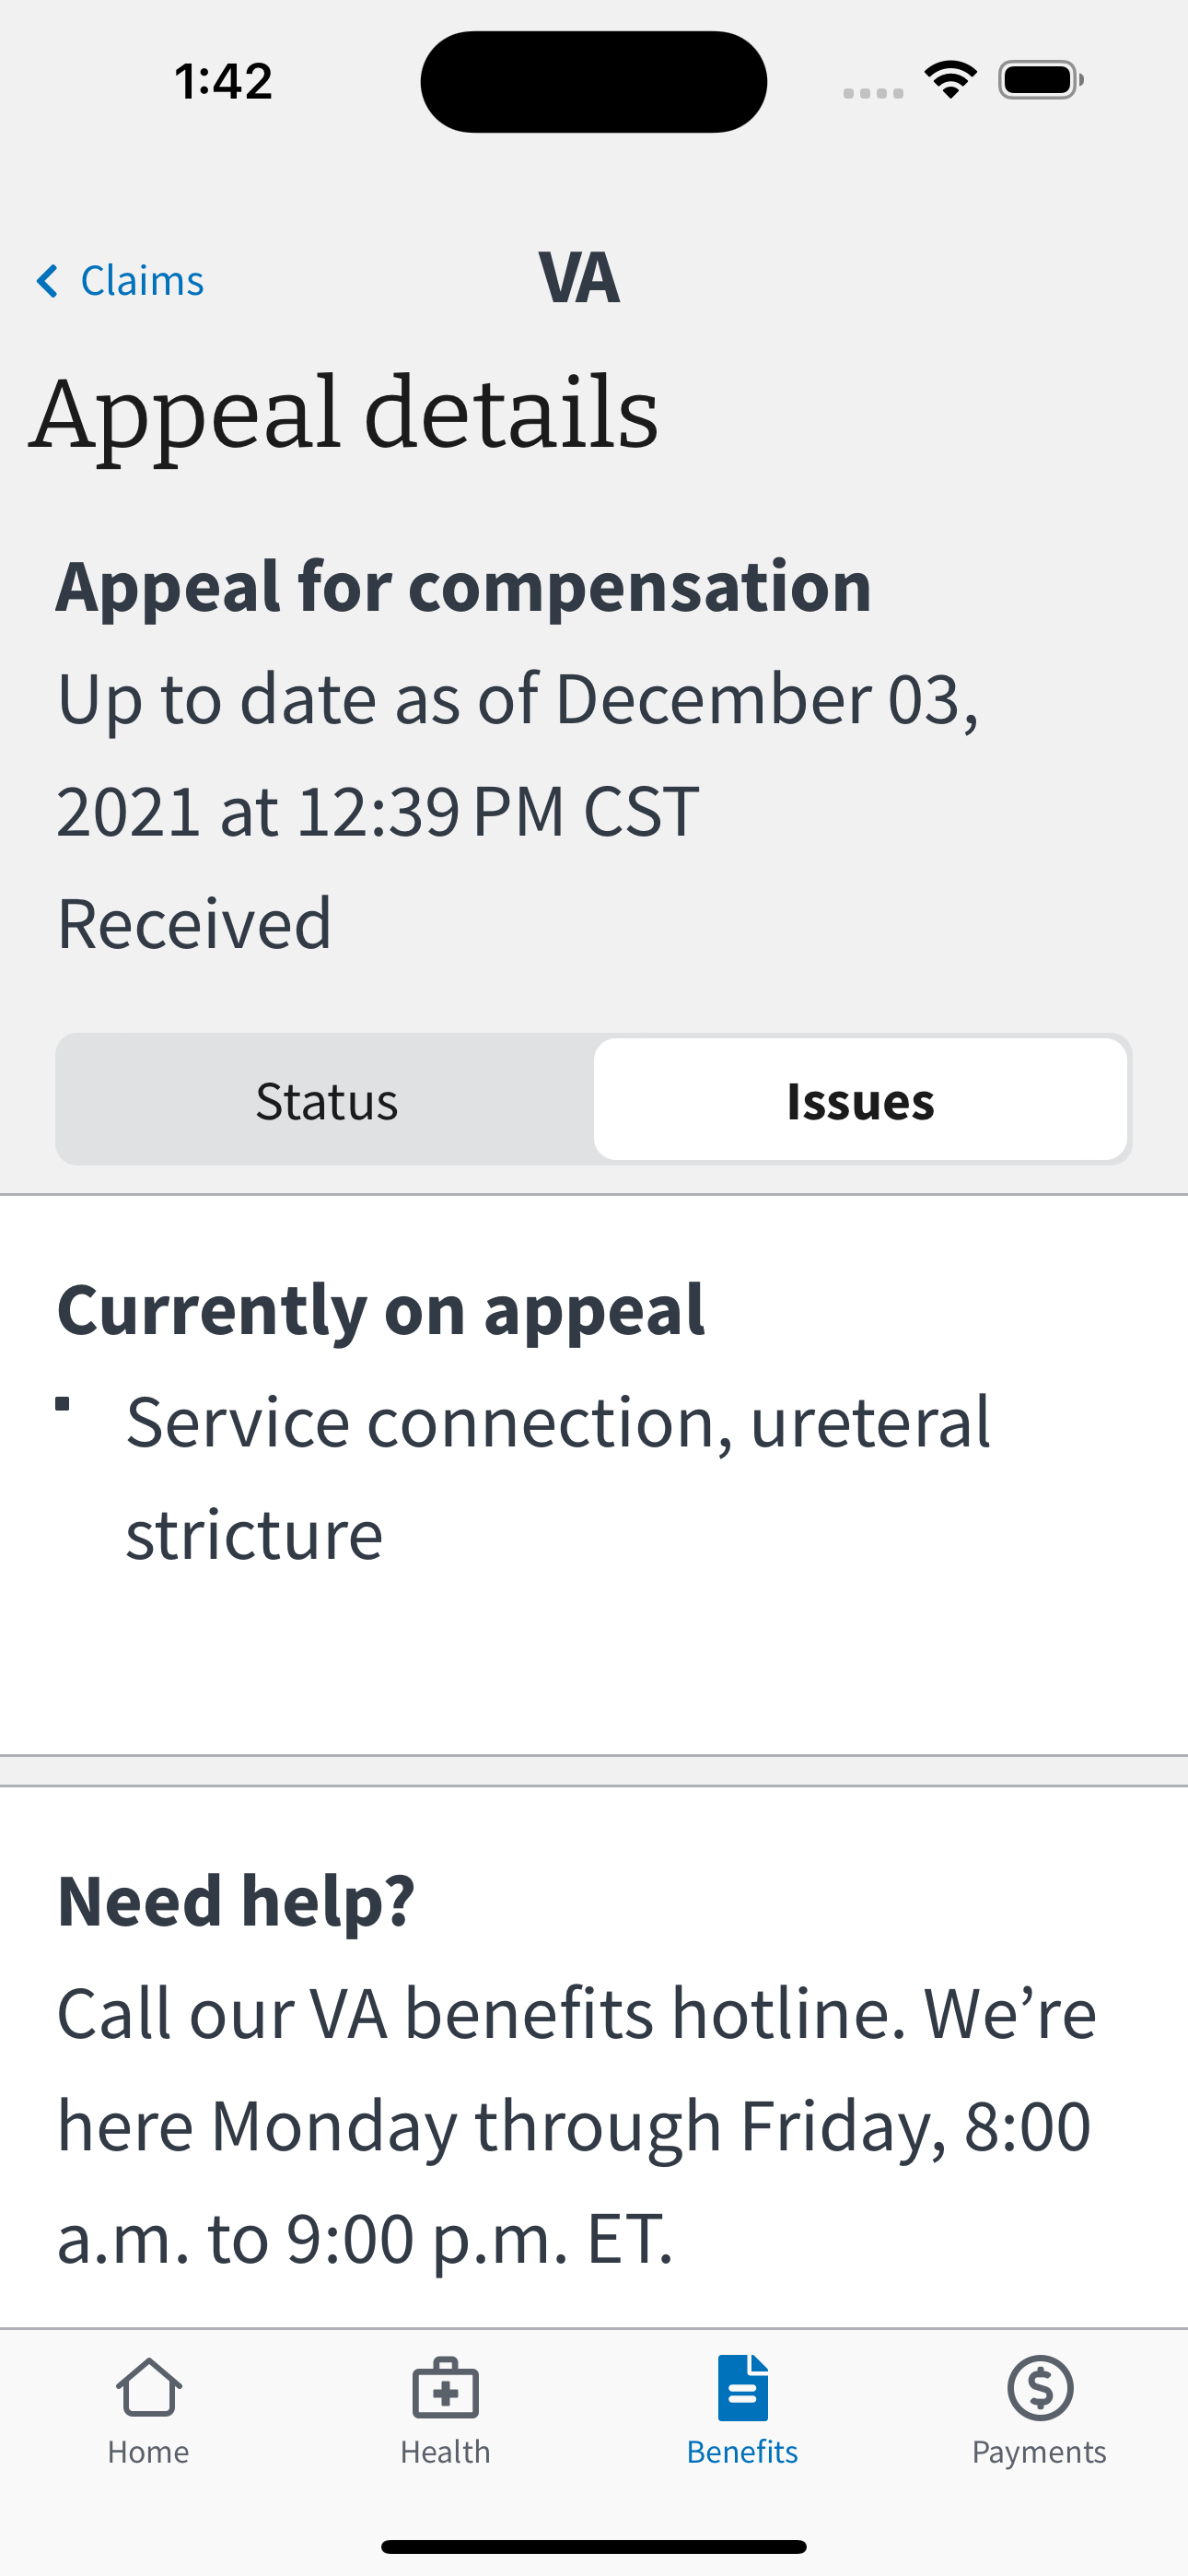 1:42
Claims
VA
Appeal details
Appeal for compensation
Up to date as of December 03,
2021 at 12:39 PM CST
Received
Status
Issues
Currently on appeal
Service connection, ureteral
stricture
Need help?
Call our VA benefits hotline. We’re
here Monday through Friday, 8:00
a.m. to 9:00 p.m. ET.
Home
Health
Benefits
Payments